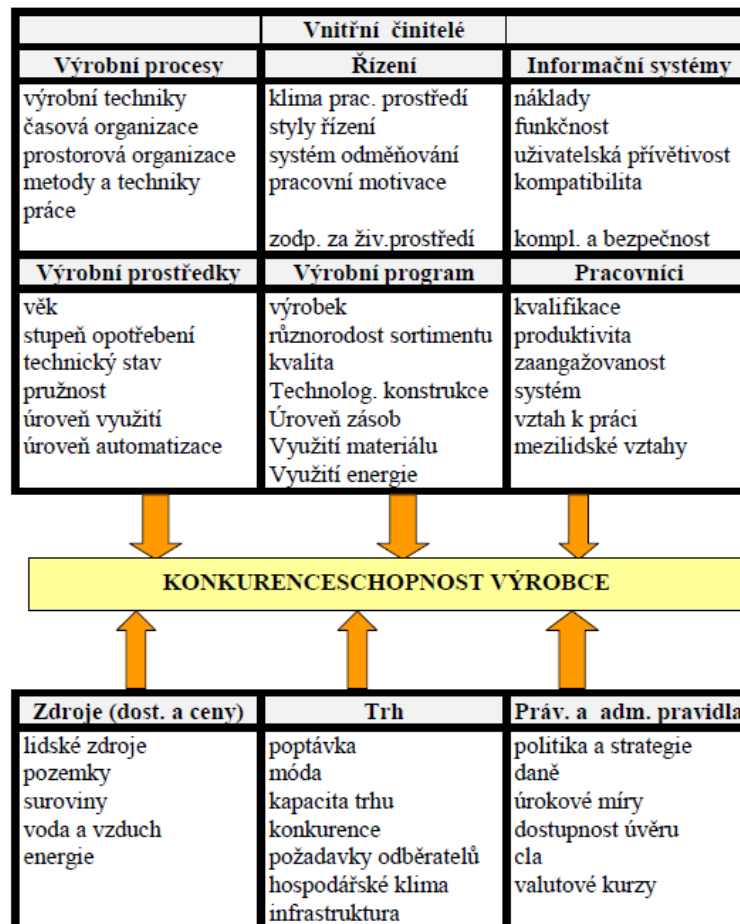 Vnitřní činitelé
Výrobní procesy
výrobní techniky
časová organizace
prostorová organizace
metody a techniky
práce
Řízení
klima prac. prostředí
styly řízení
systém odměňování
pracovní motivace
zodp. za živ.prostředí
Informační systémy
náklady
funkčnost
uživatelská přívětivost
kompatibilita
kompl. a bezpečnost
Výrobní prostředky
věk
stupeň opotřebení
technický stav
pružnost
úroveň využití
úroveň automatizace
Výrobní program
výrobek
různorodost sortimentu
kvalita
Technolog. konstrukce
Úroveň zásob
Využití materiálu
Využití energie
Pracovníci
kvalifikace
produktivita
zaangažovanost
systém
vztah k práci
mezilidské vztahy
KONKURENCESCHOPNOST VÝROBCE
Zdroje (dost. a ceny)
lidské zdroje
pozemky
suroviny
voda a vzduch
energie
Trh
poptávka
móda
kapacita trhu
konkurence
požadavky odběratelů
hospodářské klima
infrastruktura
Práv. a adm. pravidla
politika a strategie
daně
úrokové míry
dostupnost úvěru
cla
valutové kurzy